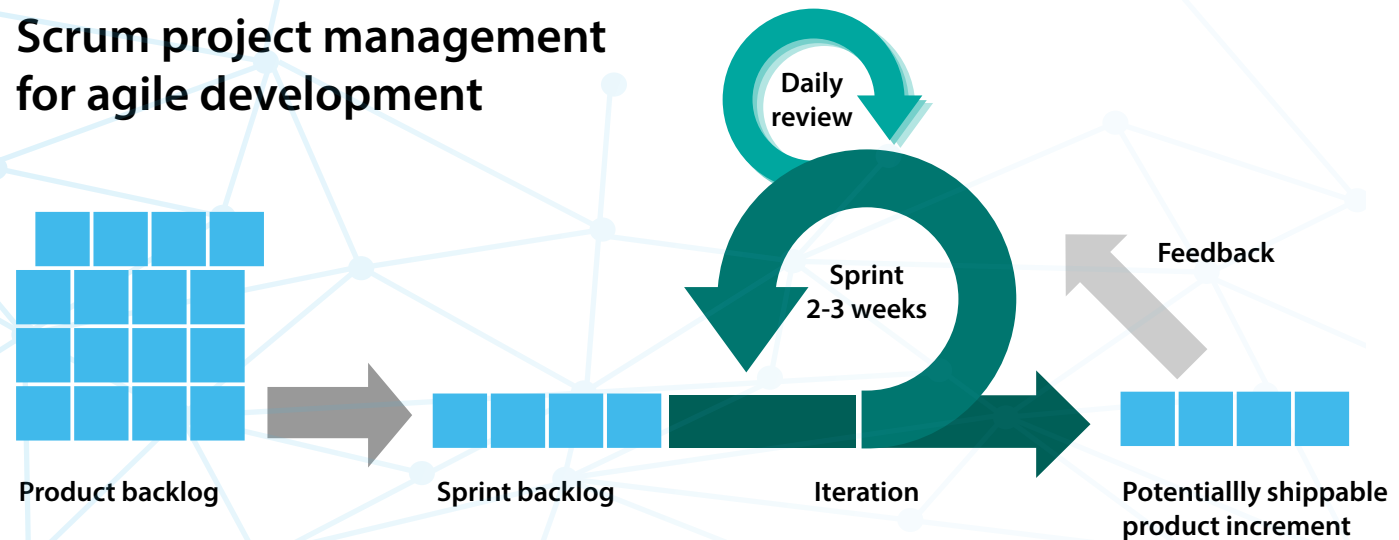 Scrum project management
for agile development
Daily
review
Sprint
2-3 weeks
Feedback
Product backlog
Sprint backlog
Iteration
Potentiallly shippable
product increment